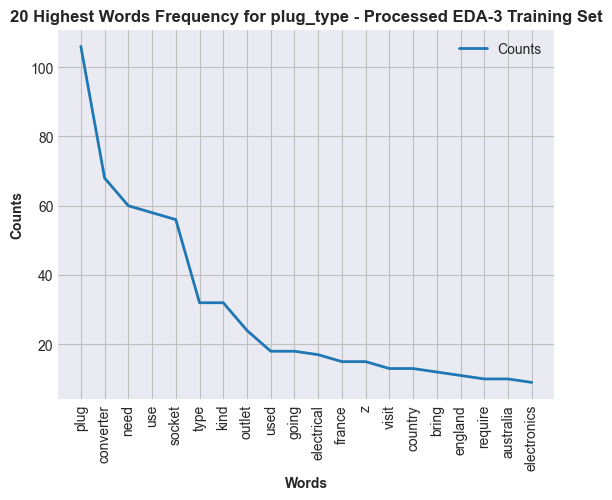 20 Highest Words Frequency for plug_type - Processed EDA-3 Training Set
Counts
100
80
60
40
20
Counts
plug
converter
need
use
socket
type
kind
outlet
used
going
electrical
france
z
visit
country
bring
england
require
australia
electronics
Words